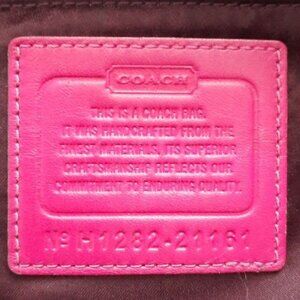 COACH
THIS IS A COACH BAG.
IT WAS HANDCRAFTED FROM THE
FINEST MATERIALS. ITS SUPERIOR
CRAFTSMANSHIP REFLECTS OUR
COMMITMENT TO ENDURING QUALITY.
Nº H1282-21161